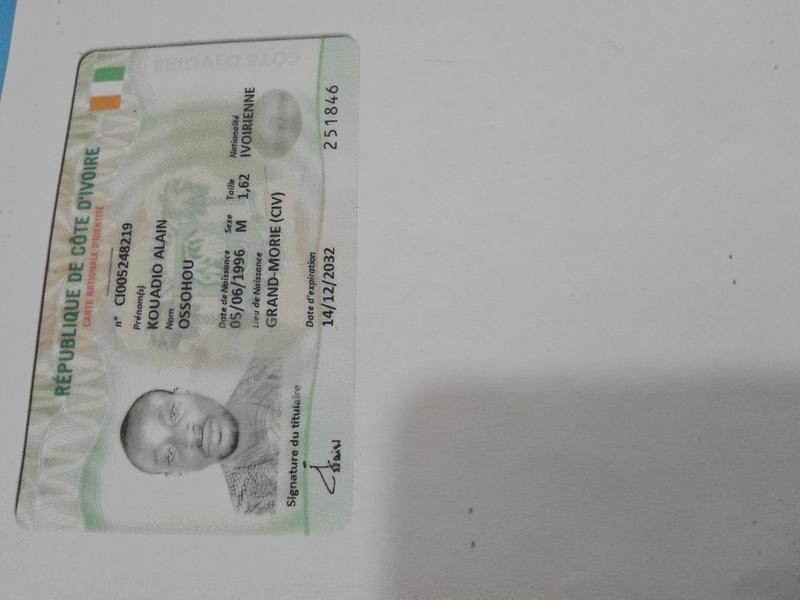 CÔTE D'IVOIRE
RÉPUBLIQUE DE CÔTE D'IVOIRE
CARTE NATIONALE D'IDENTITÉ
n° CI005248219
Prénom(s)
KOUADIO ALAIN
Nom
OSSOHOU
Date de Naissance Sexe Taille Nationalité
05/06/1996 M 1,62 IVOIRIENNE
Lieu de Naissance
GRAND-MORIE (CIV)
Date d'expiration
14/12/2032
251846
Signature du titulaire